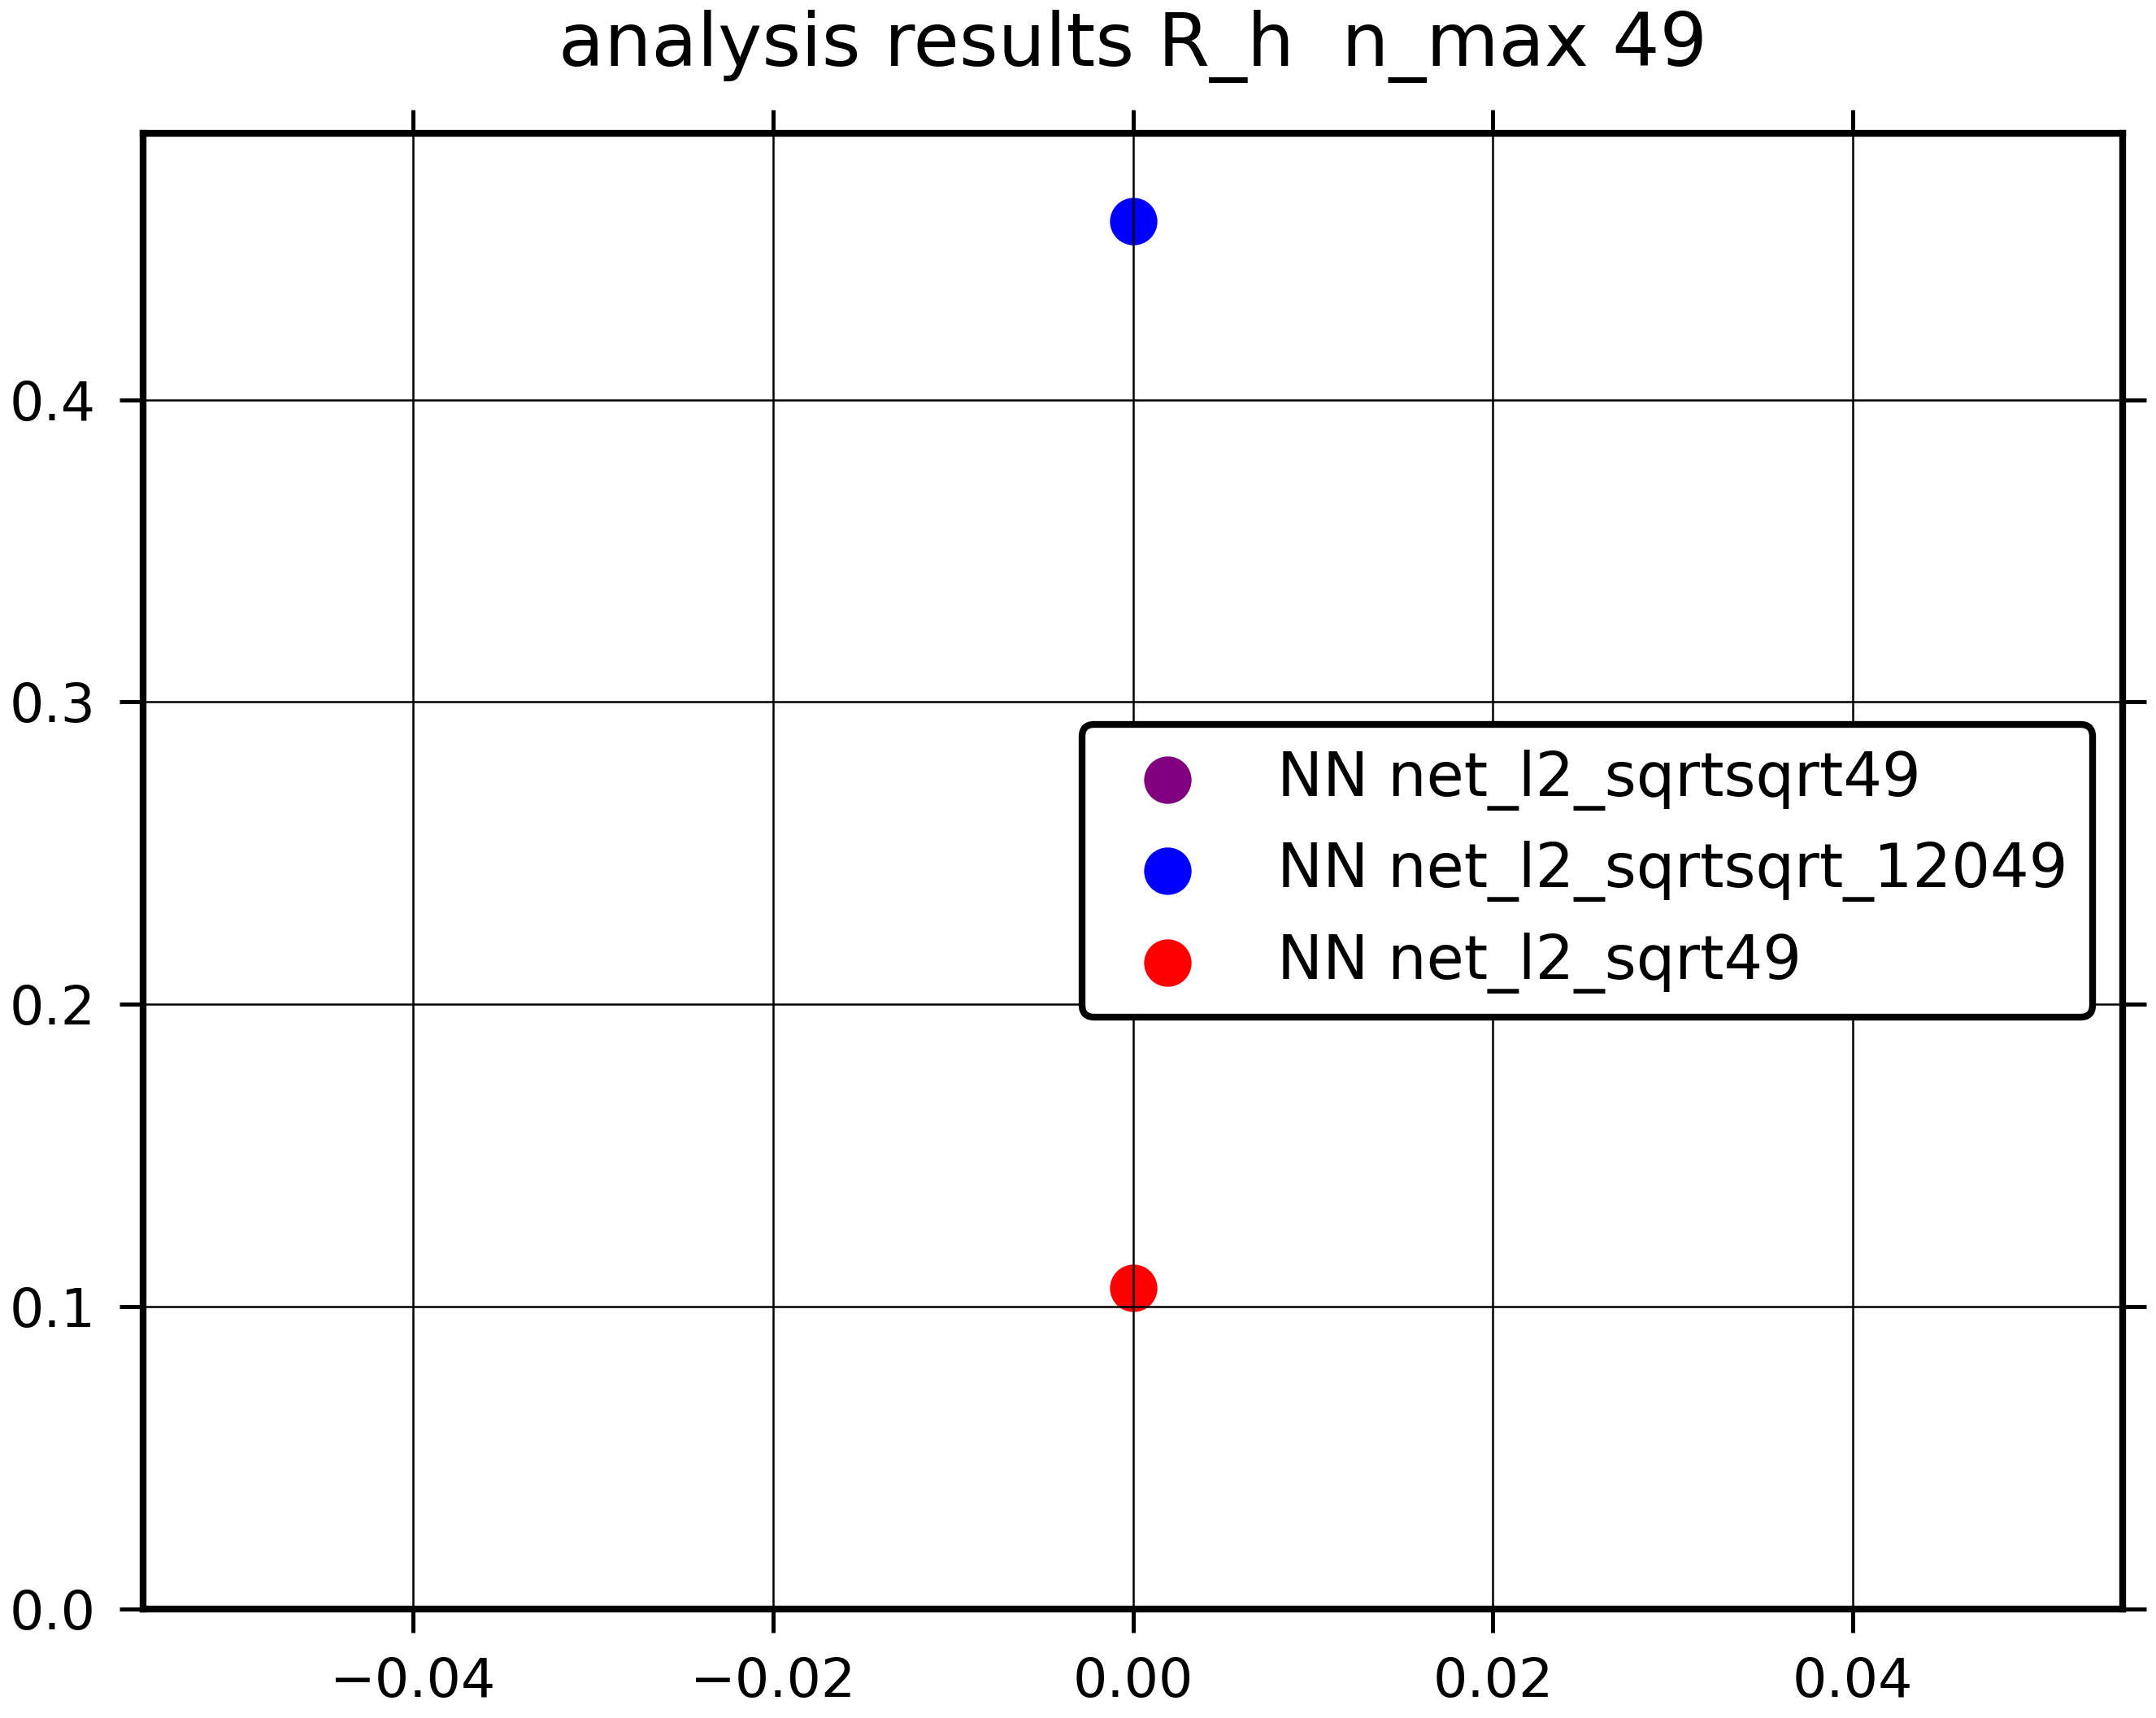 analysis results R_h  n_max 49
0.4
0.3
0.2
0.1
0.0
NN net_l2_sqrtsqrt49
NN net_l2_sqrtsqrt_12049
NN net_l2_sqrt49
−0.04 −0.02 0.00 0.02 0.04